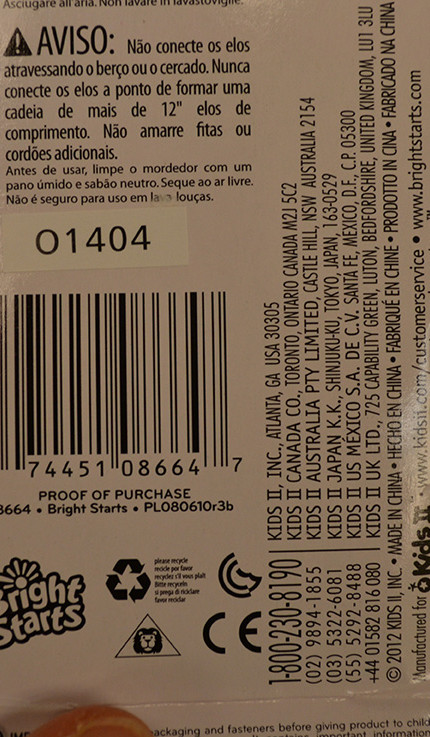 Asciugare all'aria. Non lavare in lavastoviglie.
AVISO: Não conecte os elos
atravessando o berço ou o cercado. Nunca
conecte os elos a ponto de formar uma
cadeia de mais de 12" elos de
comprimento. Não amarre fitas ou
cordões adicionais.
Antes de usar, limpe o mordedor com um
pano úmido e sabão neutro. Seque ao ar livre.
Não é seguro para uso em louças.
O1404
74451 08664 7
PROOF OF PURCHASE
8664 • Bright Starts • PL080610r3b
Bright
Starts
please recycle
recicle por favor
recyclez s'il vous plaît
Bitte recyceln
si prega di riciclare
favor reciclar
CE
1-800-230-8190 KIDS II, INC., ATLANTA, GA USA 30305
KIDS II CANADA CO., TORONTO, ONTARIO CANADA M2J 5C2
(02) 9894-1855 KIDS II AUSTRALIA PTY LIMITED, CASTLE HILL, NSW AUSTRALIA 2154
(03) 5322-6081 KIDS II JAPAN K.K., SHINJUKU-KU, TOKYO, JAPAN, 163-0529
(55) 5292-8488 KIDS II US MÉXICO S.A. DE C.V. SANTA FE, MÉXICO, D.F., C.P. 05300
+44 01582 816 080 KIDS II UK LTD., 725 CAPABILITY GREEN, LUTON, BEDFORDSHIRE, UNITED KINGDOM, LU1 3LU
© 2012 KIDS II, INC. • MADE IN CHINA • HECHO EN CHINA • FABRIQUÉ EN CHINE • PRODOTTO IN CINA • FABRICADO NA CHINA
Manufactured for Kids II • www.kidsii.com/customerservice • www.brightstarts.com
packaging and fasteners before giving product to child
contains important information